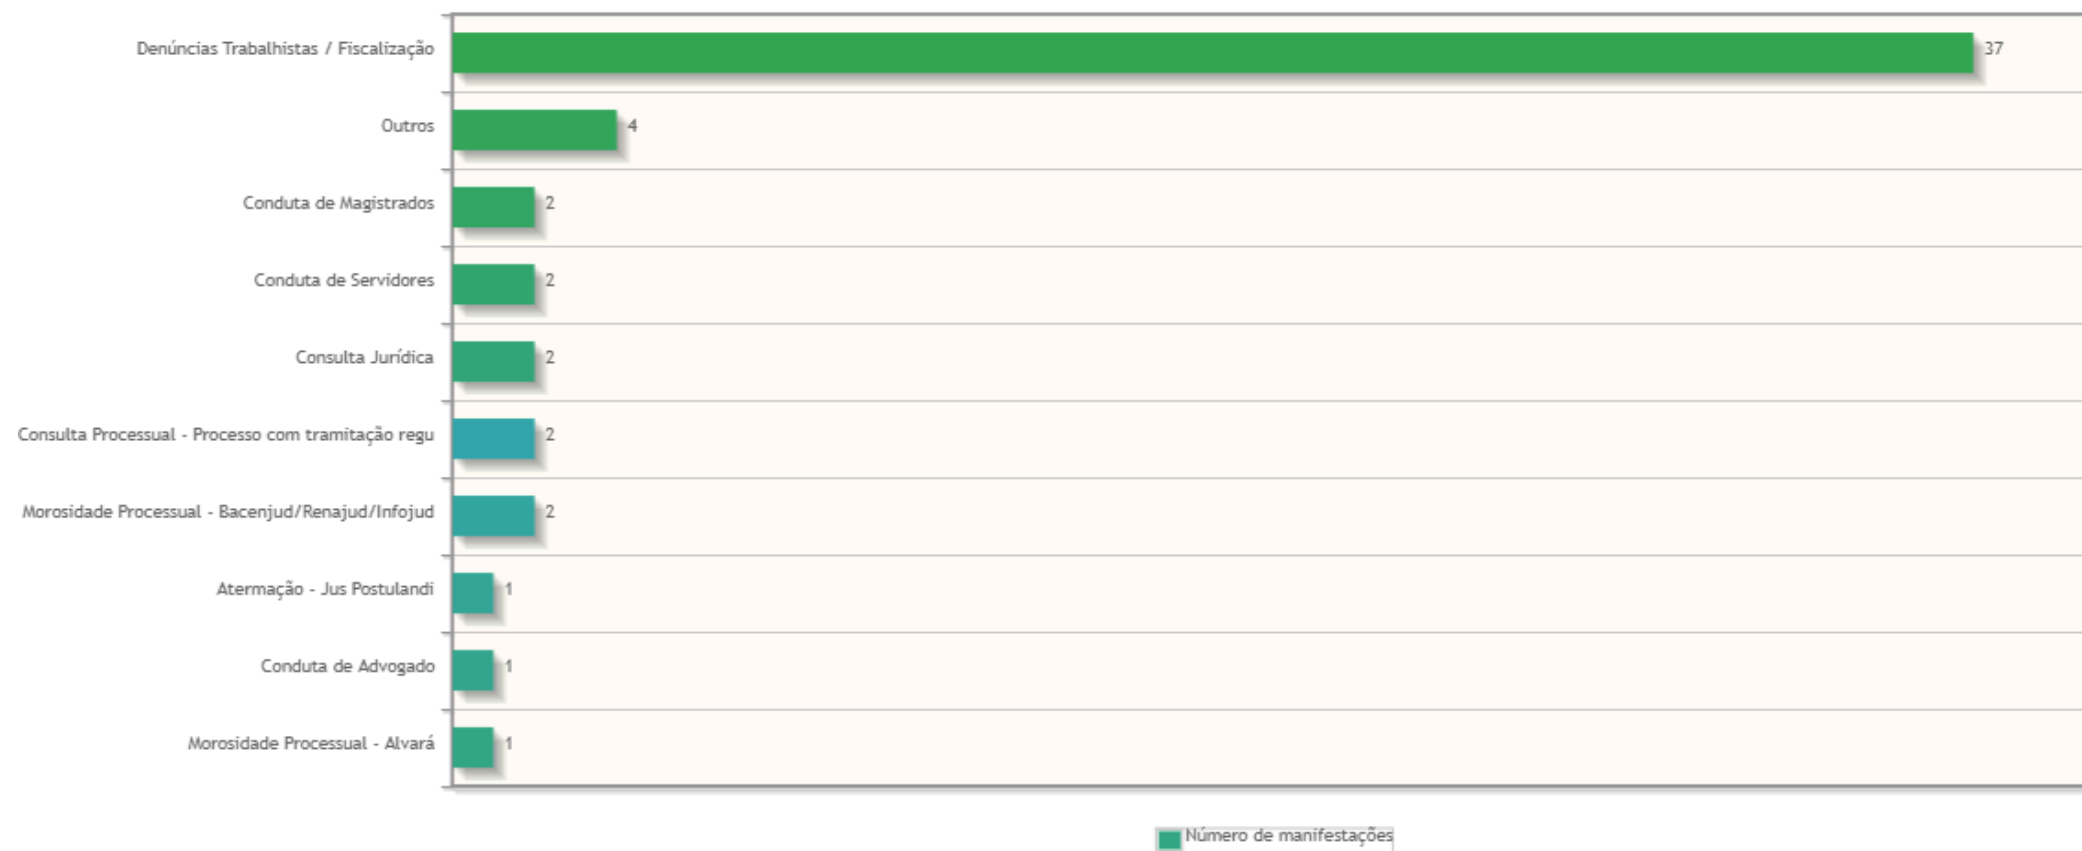 Denúncias Trabalhistas / Fiscalização 37
Outros 4
Conduta de Magistrados 2
Conduta de Servidores 2
Consulta Jurídica 2
Consulta Processual - Processo com tramitação regu 2
Morosidade Processual - Bacenjud/Renajud/Infojud 2
Atermação - Jus Postulandi 1
Conduta de Advogado 1
Morosidade Processual - Alvará 1
Número de manifestações